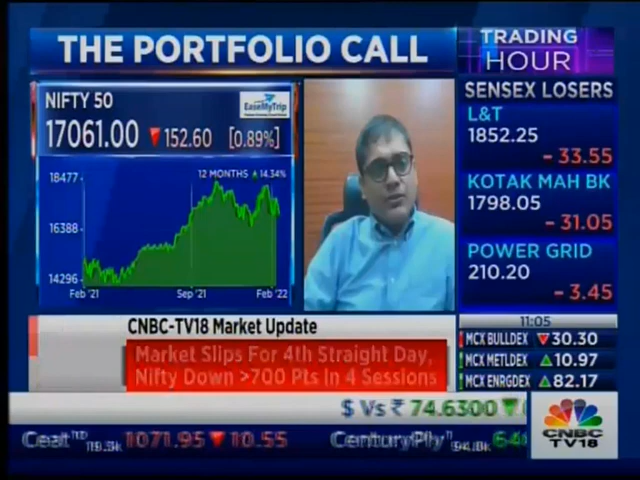 THE PORTFOLIO CALL
TRADING
HOUR
NIFTY 50
EaseMyTrip
17061.00 ▼ 152.60 [0.89%]
12 MONTHS ▲ 14.34%
18477
16388
14296
Feb '21
Sep '21
Feb '22
SENSEX LOSERS
L&T
1852.25
- 33.55
KOTAK MAH BK
1798.05
- 31.05
POWER GRID
210.20
- 3.45
11:05
MCX BULLDEX ▼ 30.30
MCX METLDEX ▲ 10.97
MCX ENRGDEX ▲ 82.17
CNBC-TV18 Market Update
Market Slips For 4th Straight Day,
Nifty Down >700 Pts In 4 Sessions
$ Vs ₹ 74.6300 ▼
CNBC
TV18
Ceat 1071.95 ▼ 10.55 CenturyPly